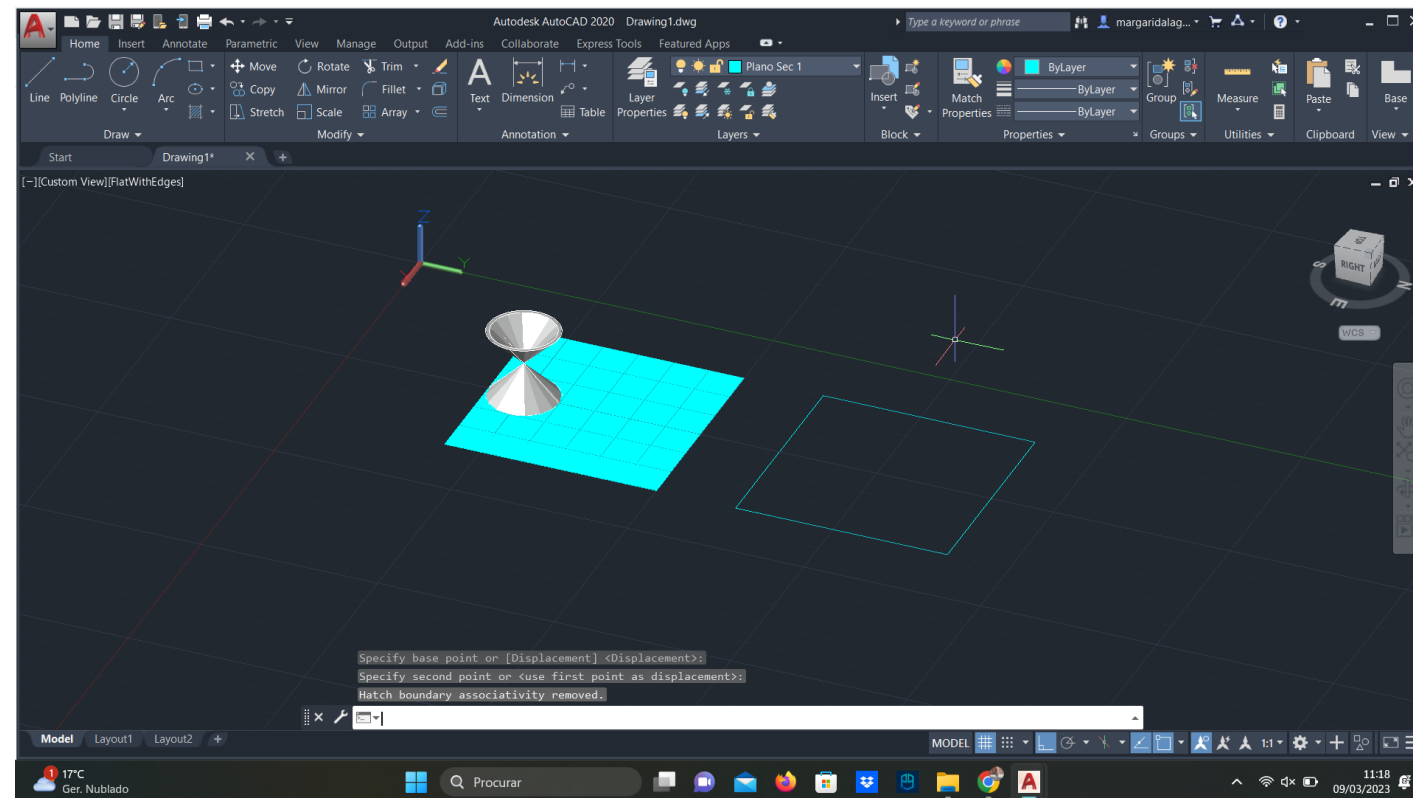 Autodesk AutoCAD 2020 Drawing1.dwg
Type a keyword or phrase
margaridalag...
Home Insert Annotate Parametric View Manage Output Add-ins Collaborate Express Tools Featured Apps
Move Rotate Trim
Copy Mirror Fillet
Stretch Scale Array
Line Polyline Circle Arc
Text Dimension
Table
Layer
Properties
Plano Sec 1
Insert
Match
Properties
ByLayer
ByLayer
ByLayer
Group
Measure
Paste
Base
Draw Modify Annotation Layers Block Properties Groups Utilities Clipboard View
Start Drawing1*
[−][Custom View][FlatWithEdges]
Z
Y
X
RIGHT
S
E
N
WCS
Specify base point or [Displacement] <Displacement>:
Specify second point or <use first point as displacement>:
Hatch boundary associativity removed.
Model Layout1 Layout2
MODEL
1:1
1
17°C
Ger. Nublado
Procurar
11:18
09/03/2023